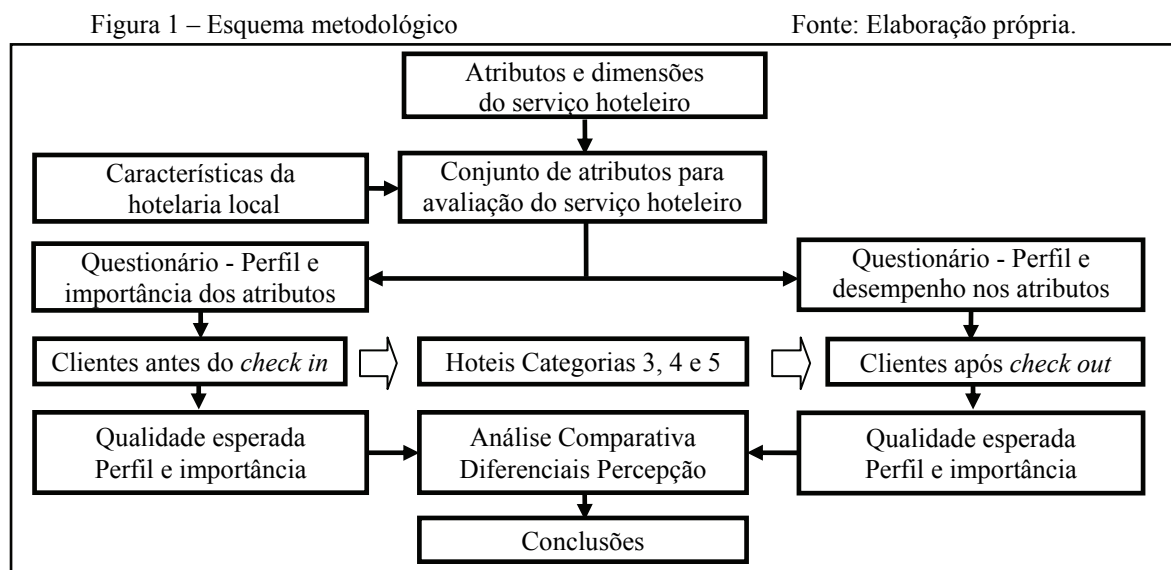 Figura 1 – Esquema metodológico Fonte: Elaboração própria.
Atributos e dimensões
do serviço hoteleiro
Características da
hotelaria local
Conjunto de atributos para
avaliação do serviço hoteleiro
Questionário - Perfil e
importância dos atributos
Questionário - Perfil e
desempenho nos atributos
Clientes antes do check in
Hoteis Categorias 3, 4 e 5
Clientes após check out
Qualidade esperada
Perfil e importância
Análise Comparativa
Diferenciais Percepção
Qualidade esperada
Perfil e importância
Conclusões